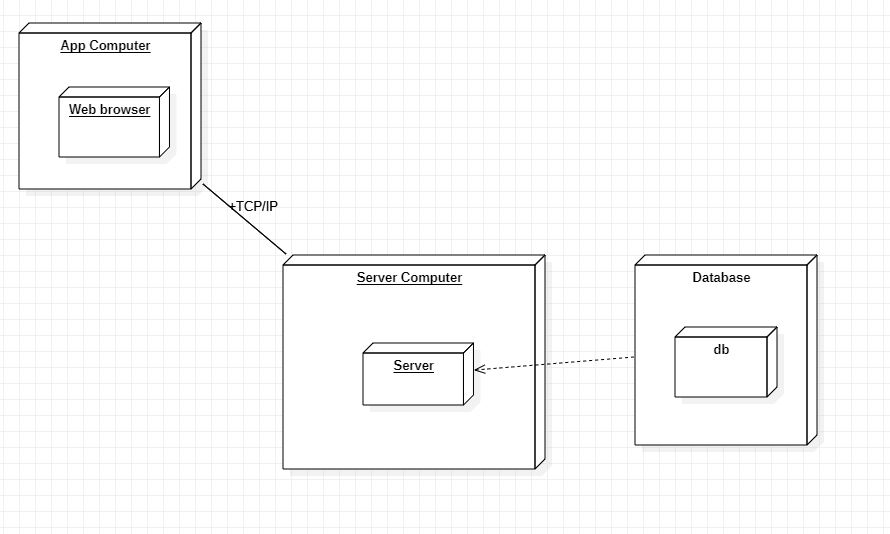 App Computer
Web browser
+TCP/IP
Server Computer
Server
Database
db